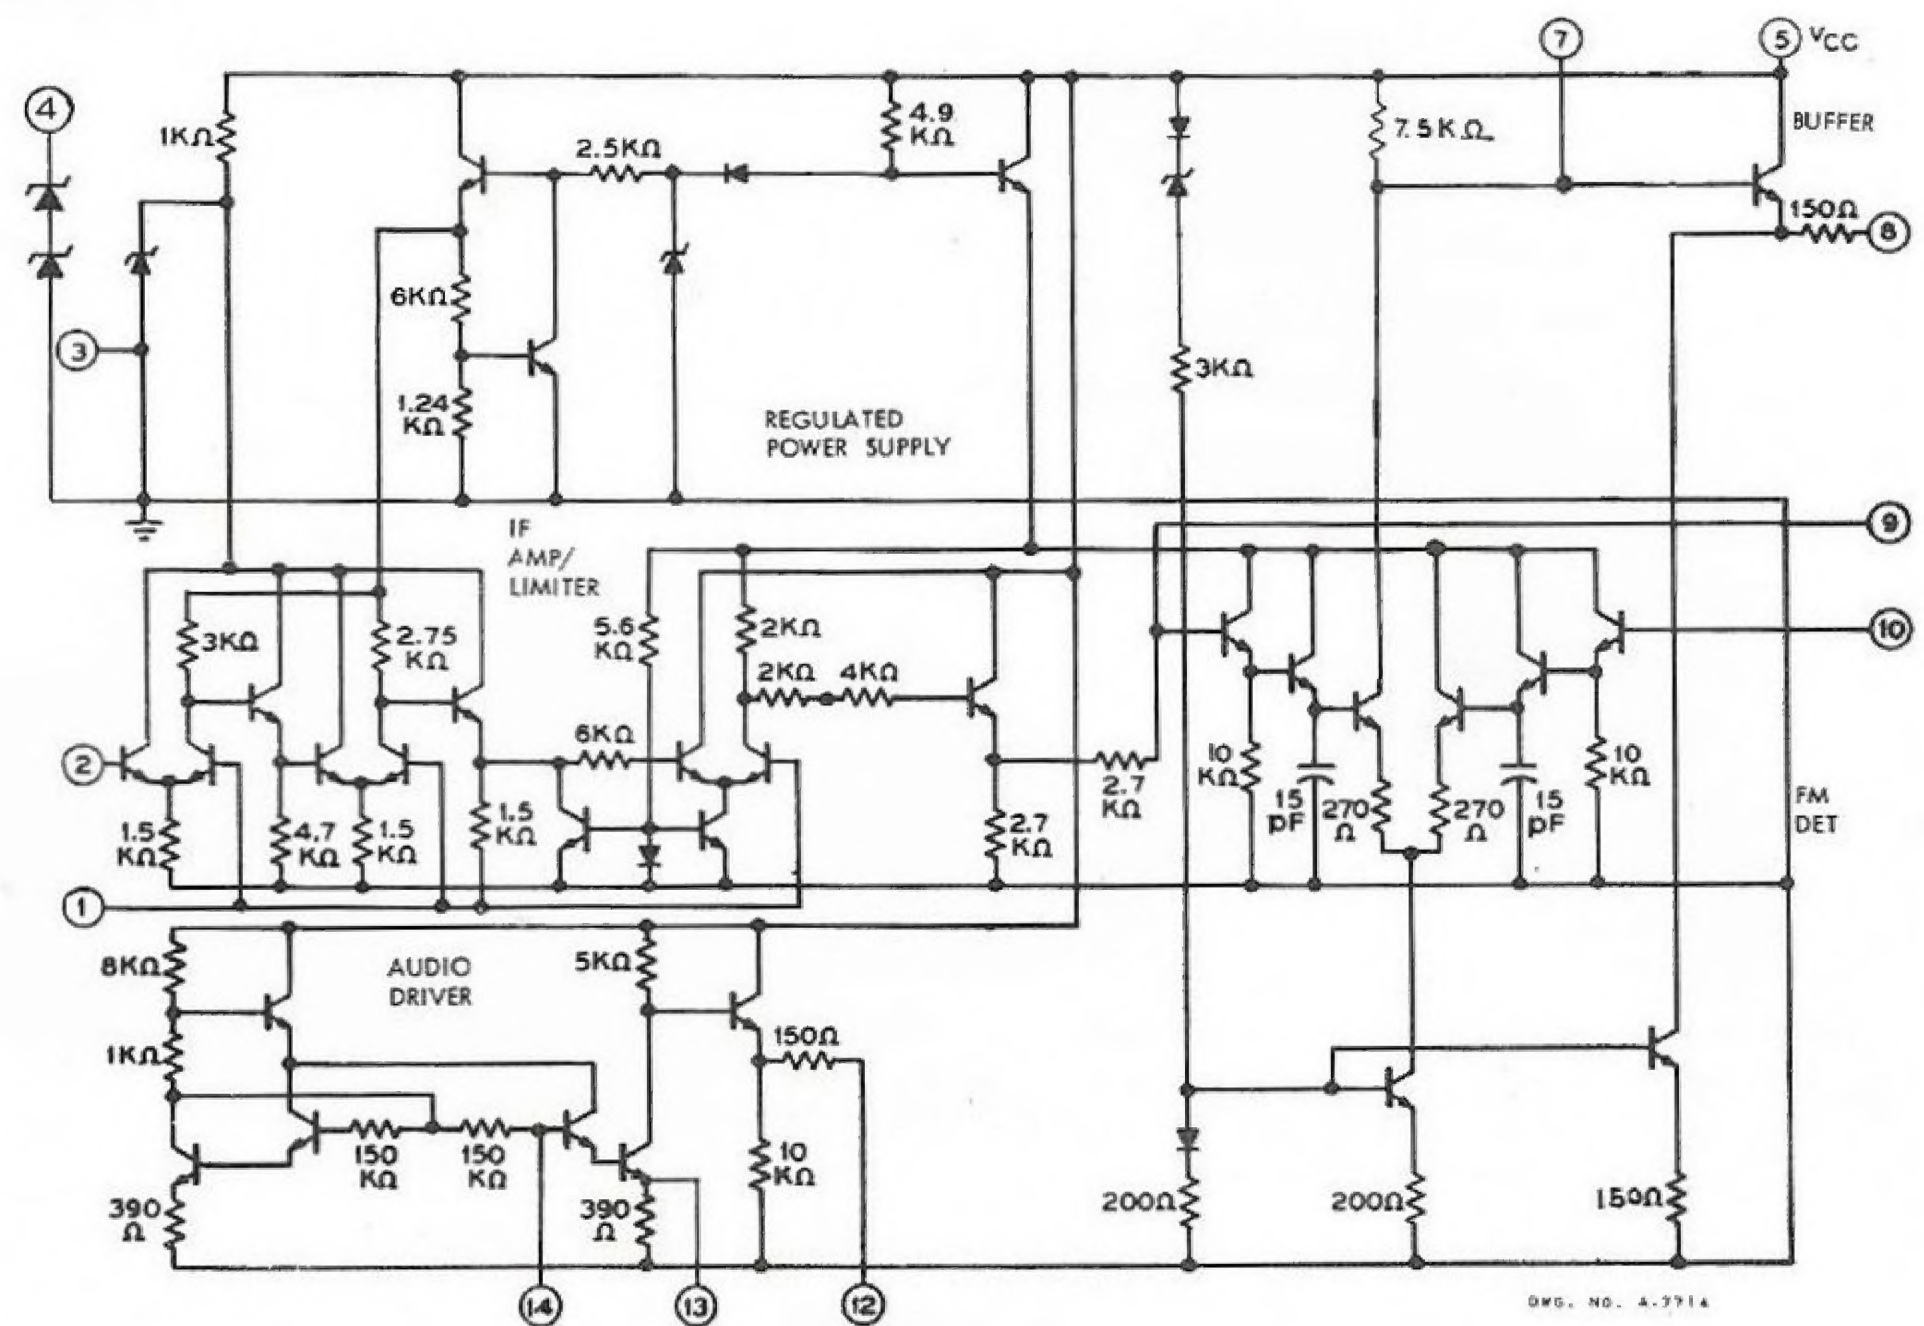 7
5 VCC
4
1KΩ
4.9
KΩ
7.5KΩ
BUFFER
2.5KΩ
150Ω
8
6KΩ
3
3KΩ
1.24
KΩ
REGULATED
POWER SUPPLY
9
IF
AMP/
LIMITER
3KΩ
2.75
KΩ
5.6
KΩ
2KΩ
10
2KΩ
4KΩ
6KΩ
2
10
KΩ
10
KΩ
2.7
KΩ
1.5
KΩ
4.7
KΩ
1.5
KΩ
1.5
KΩ
2.7
KΩ
15
pF
270
Ω
270
Ω
15
pF
FM
DET
1
8KΩ
AUDIO
DRIVER
5KΩ
1KΩ
150Ω
150
KΩ
150
KΩ
10
KΩ
390
Ω
390
Ω
200Ω
200Ω
150Ω
14
13
12
DWG. NO.